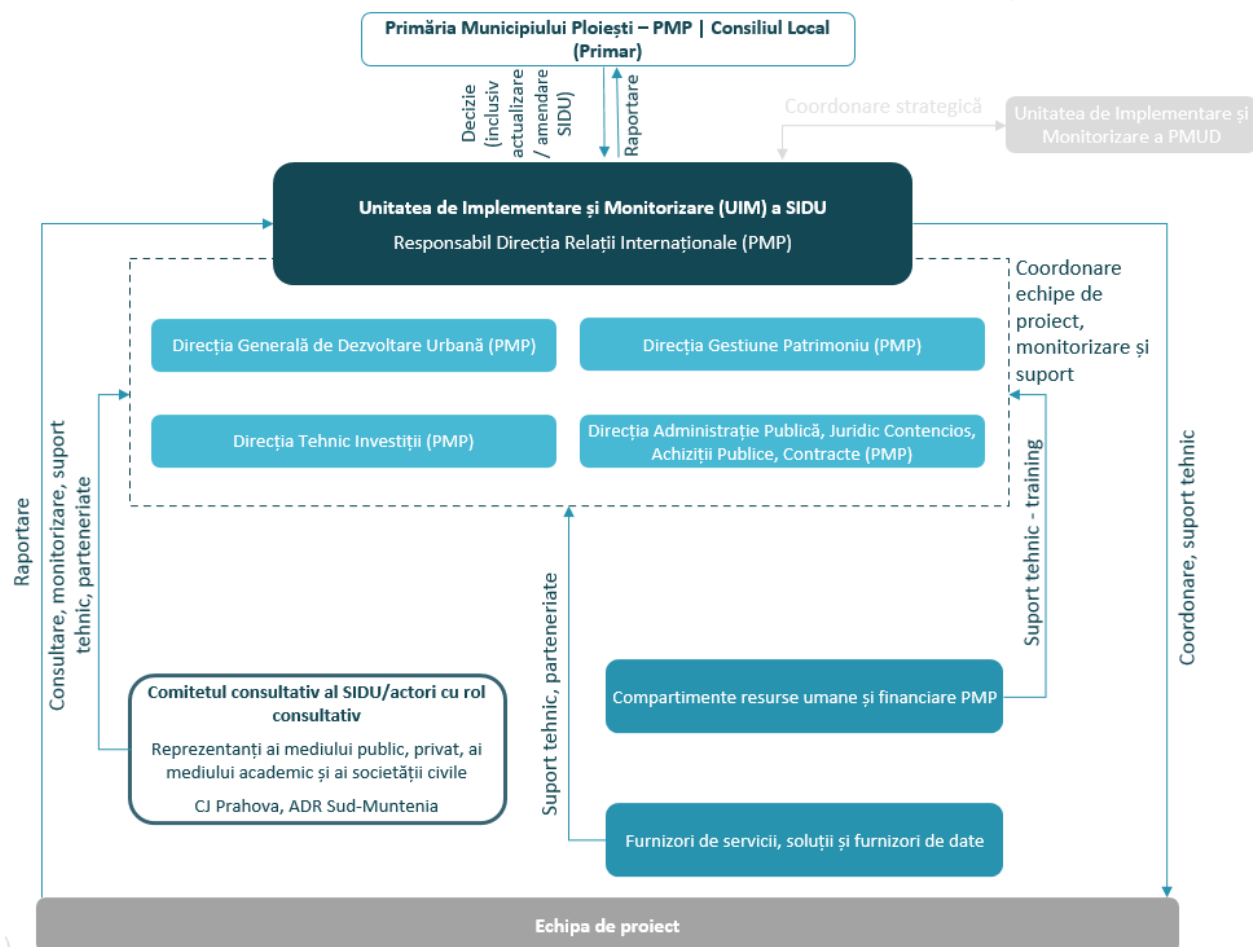 Primăria Municipiului Ploiești – PMP | Consiliul Local
(Primar)
Decizie
(inclusiv
actualizare
/ amendare
SIDU)
Raportare
Coordonare strategică
Unitatea de Implementare și
Monitorizare a PMUD
Unitatea de Implementare și Monitorizare (UIM) a SIDU
Responsabil Direcția Relații Internaționale (PMP)
Coordonare
echipe de
proiect,
monitorizare și
suport
Direcția Generală de Dezvoltare Urbană (PMP)
Direcția Gestiune Patrimoniu (PMP)
Direcția Tehnic Investiții (PMP)
Direcția Administrație Publică, Juridic Contencios,
Achiziții Publice, Contracte (PMP)
Raportare
Consultare, monitorizare, suport
tehnic, parteneriate
Suport tehnic, parteneriate
Suport tehnic - training
Coordonare, suport tehnic
Comitetul consultativ al SIDU/actori cu rol
consultativ
Reprezentanți ai mediului public, privat, ai
mediului academic și ai societății civile
CJ Prahova, ADR Sud-Muntenia
Compartimente resurse umane și financiare PMP
Furnizori de servicii, soluții și furnizori de date
Echipa de proiect